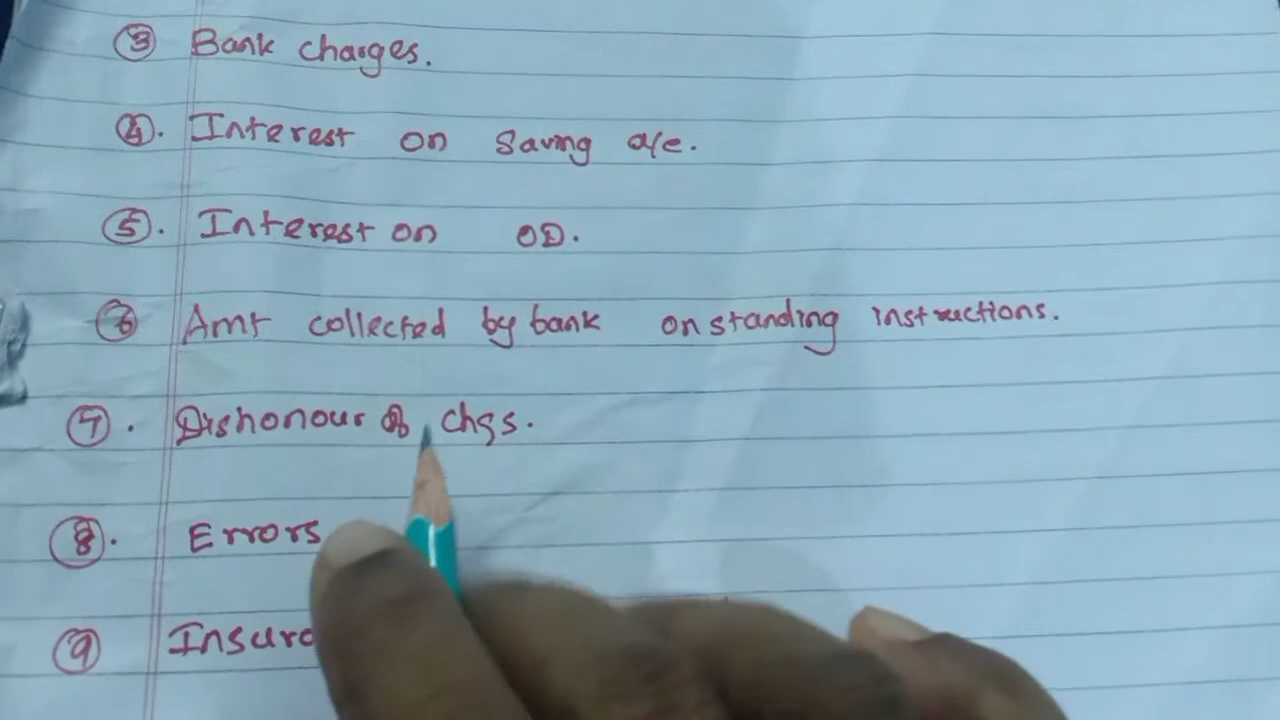 ③ Bank charges.
④. Interest on Saving a/c.
⑤. Interest on OD.
⑥ Amt collected by bank on standing instructions.
⑦. Dishonour of chqs.
⑧. Errors
⑨ Insura